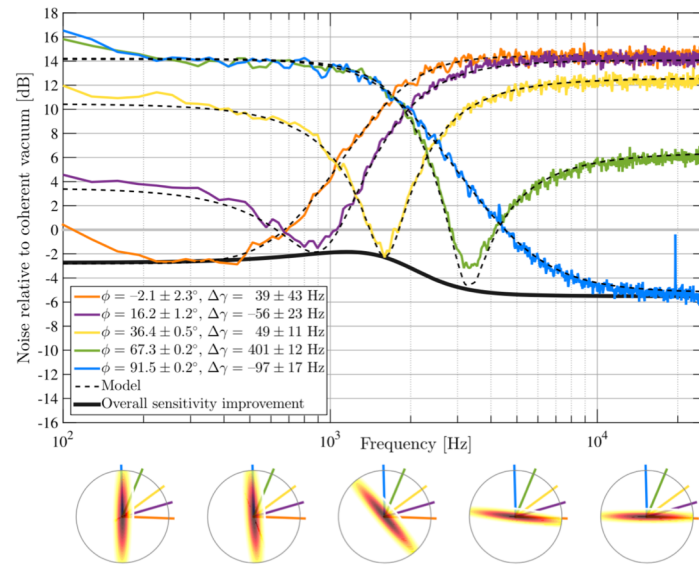 18
16
14
12
10
8
6
4
2
0
-2
-4
-6
-8
-10
-12
-14
-16
Noise relative to coherent vacuum [dB]
ϕ = –2.1 ± 2.3°, Δγ = 39 ± 43 Hz
ϕ = 16.2 ± 1.2°, Δγ = –56 ± 23 Hz
ϕ = 36.4 ± 0.5°, Δγ = 49 ± 11 Hz
ϕ = 67.3 ± 0.2°, Δγ = 401 ± 12 Hz
ϕ = 91.5 ± 0.2°, Δγ = –97 ± 17 Hz
Model
Overall sensitivity improvement
10² 10³ 10⁴
Frequency [Hz]